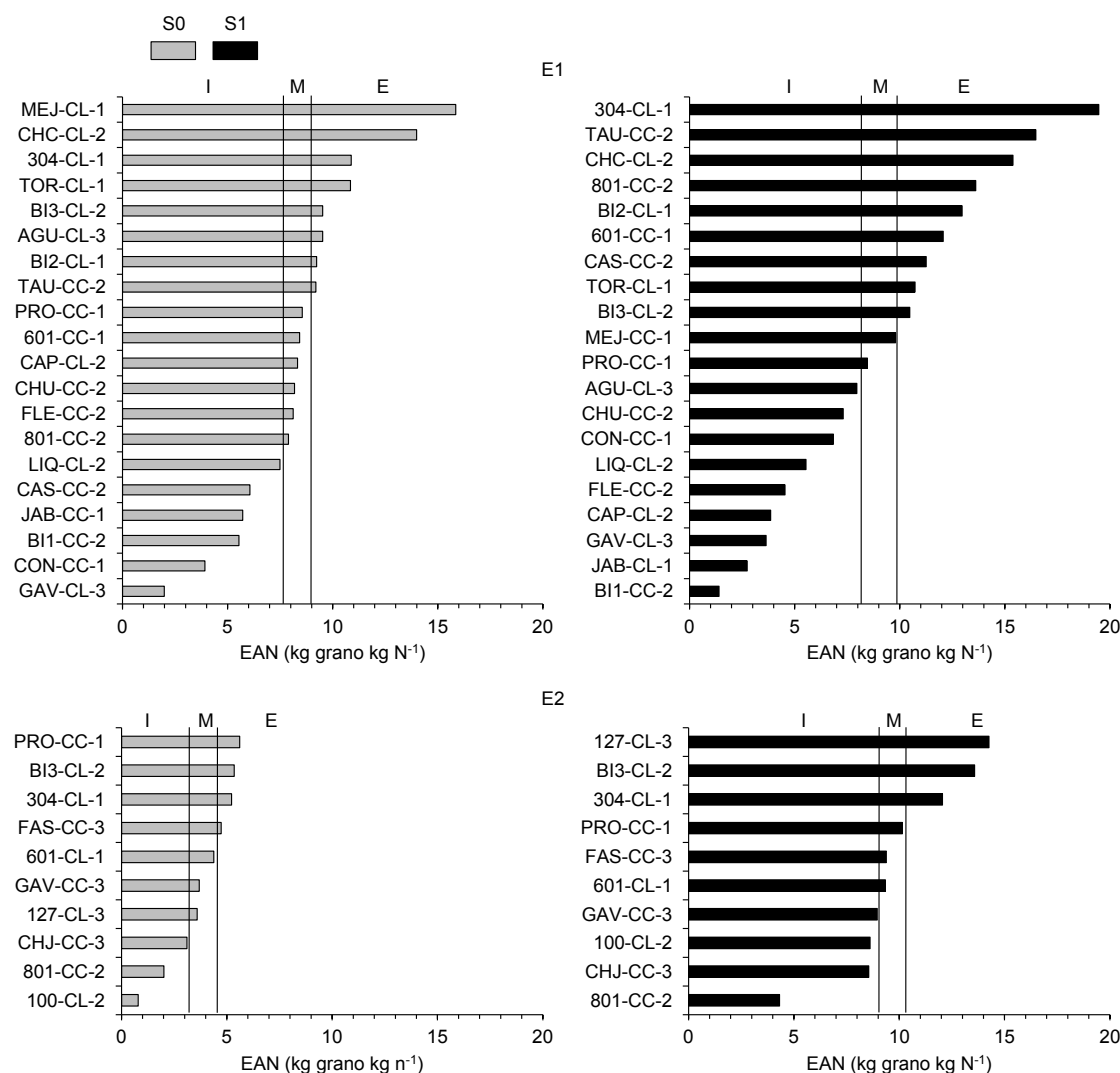 S0 S1
E1
I M E
MEJ-CL-1
CHC-CL-2
304-CL-1
TOR-CL-1
BI3-CL-2
AGU-CL-3
BI2-CL-1
TAU-CC-2
PRO-CC-1
601-CC-1
CAP-CL-2
CHU-CC-2
FLE-CC-2
801-CC-2
LIQ-CL-2
CAS-CC-2
JAB-CC-1
BI1-CC-2
CON-CC-1
GAV-CL-3
0 5 10 15 20
EAN (kg grano kg N-1)
I M E
304-CL-1
TAU-CC-2
CHC-CL-2
801-CC-2
BI2-CL-1
601-CC-1
CAS-CC-2
TOR-CL-1
BI3-CL-2
MEJ-CC-1
PRO-CC-1
AGU-CL-3
CHU-CC-2
CON-CC-1
LIQ-CL-2
FLE-CC-2
CAP-CL-2
GAV-CL-3
JAB-CL-1
BI1-CC-2
0 5 10 15 20
EAN (kg grano kg N-1)
E2
I M E
PRO-CC-1
BI3-CL-2
304-CL-1
FAS-CC-3
601-CL-1
GAV-CC-3
127-CL-3
CHJ-CC-3
801-CC-2
100-CL-2
0 5 10 15 20
EAN (kg grano kg n-1)
I M E
127-CL-3
BI3-CL-2
304-CL-1
PRO-CC-1
FAS-CC-3
601-CL-1
GAV-CC-3
100-CL-2
CHJ-CC-3
801-CC-2
0 5 10 15 20
EAN (kg grano kg N-1)